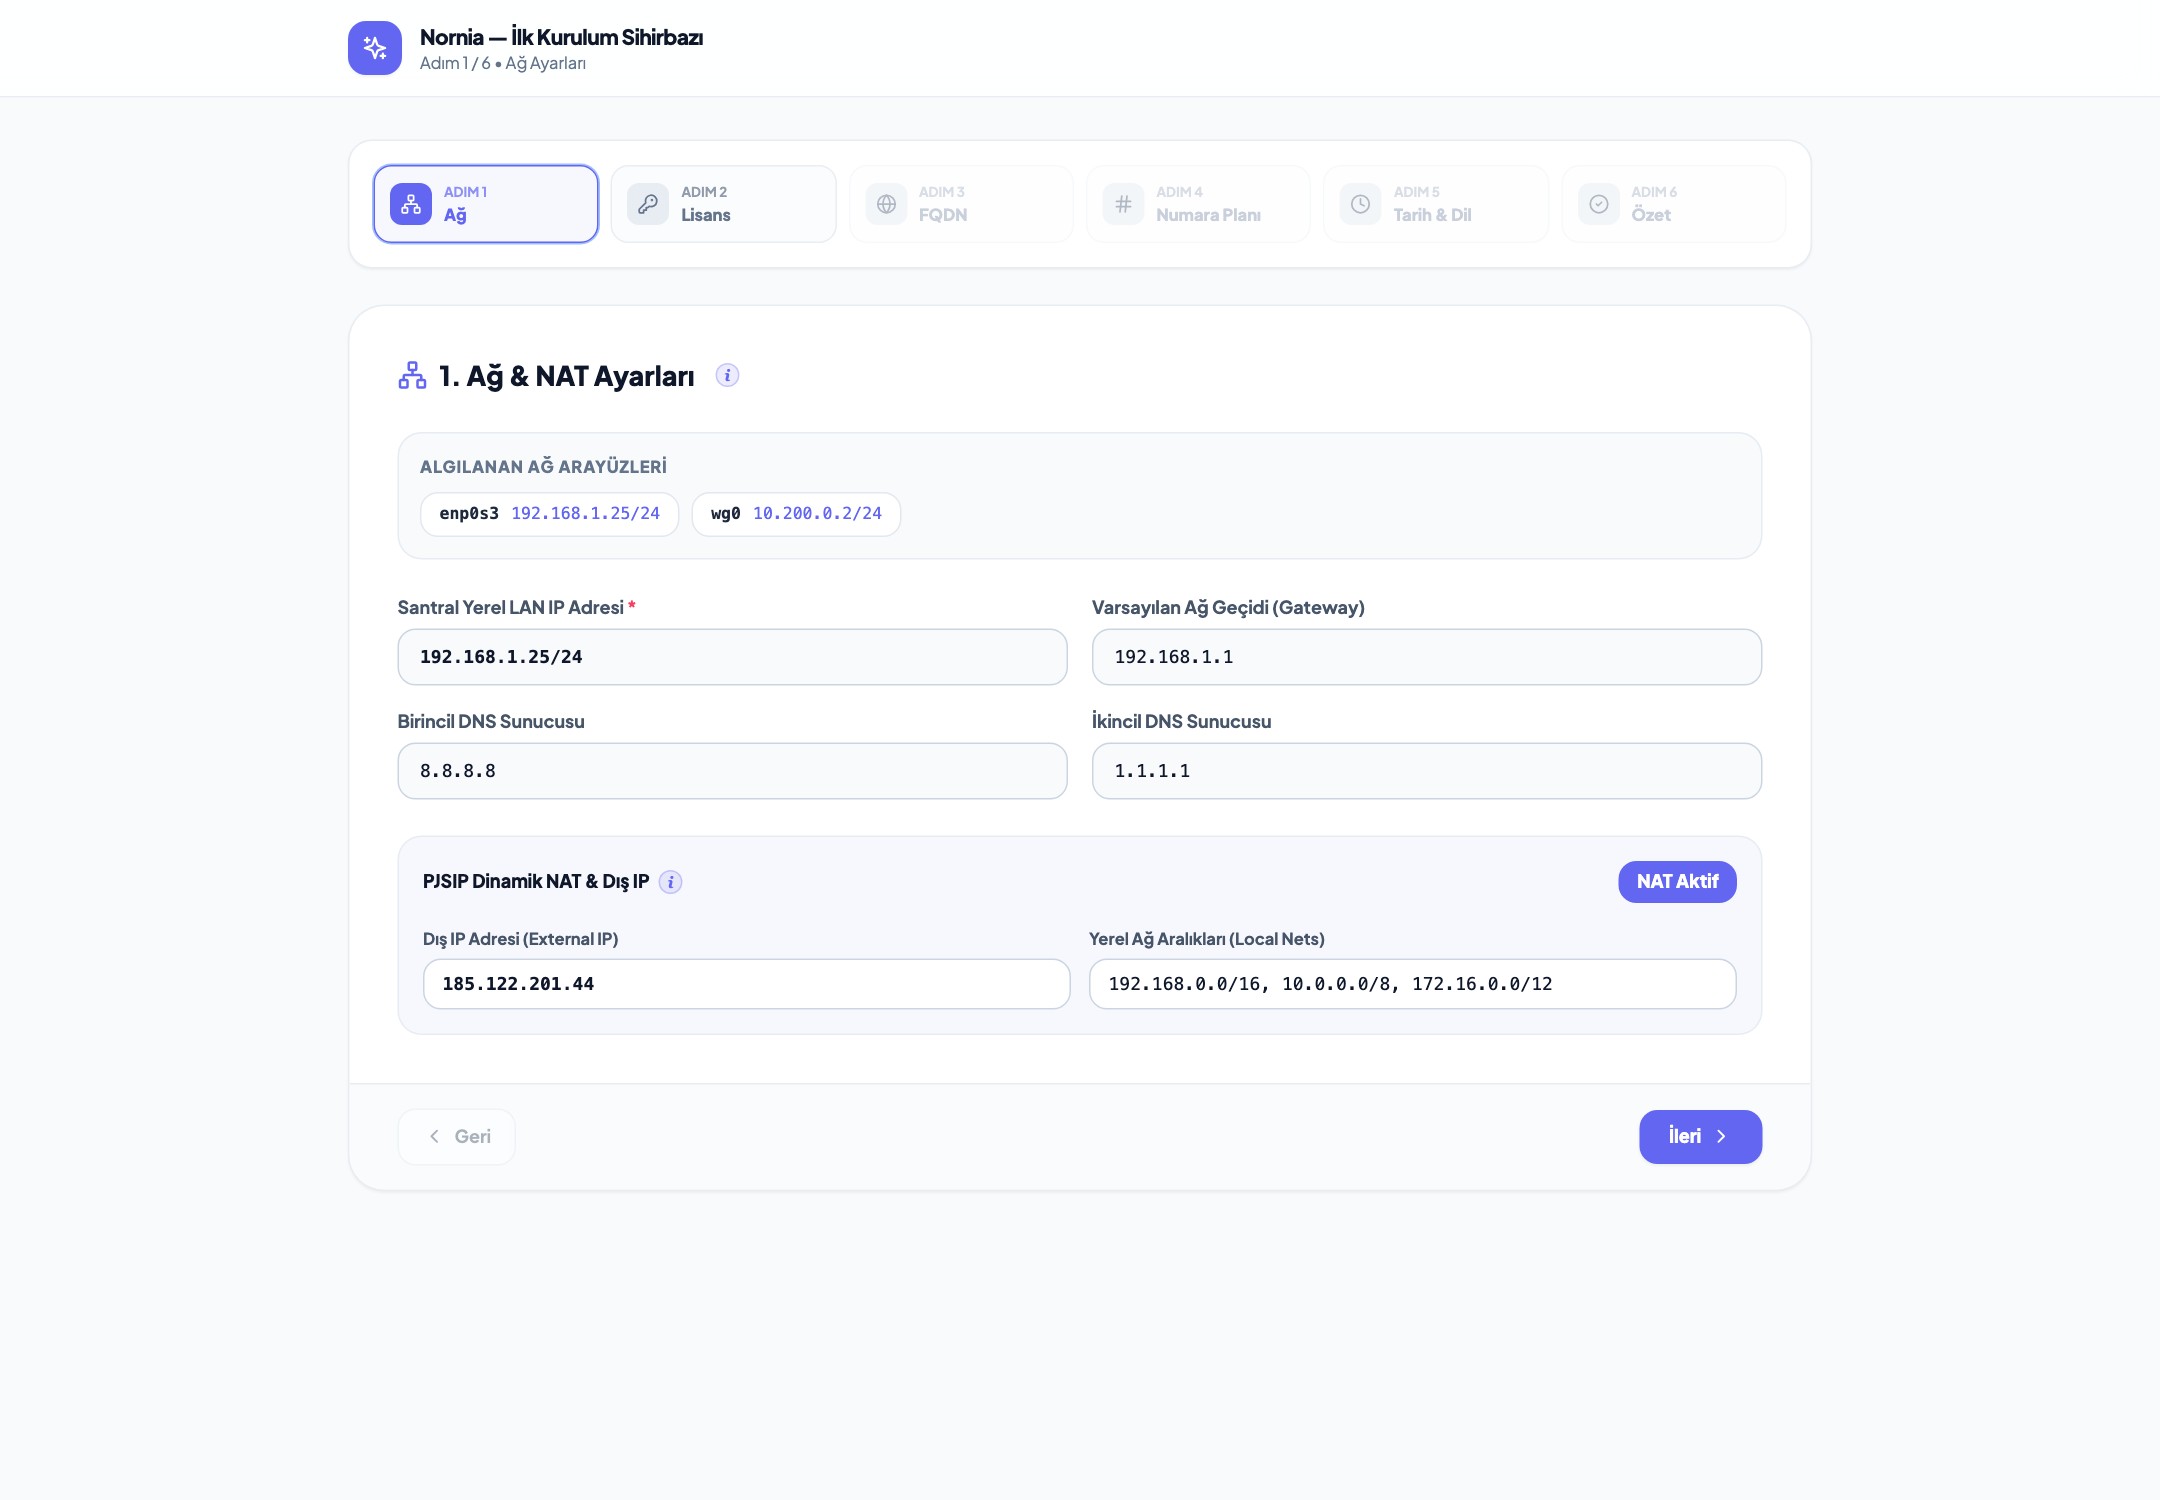 Nornia — İlk Kurulum Sihirbazı
Adım 1 / 6 • Ağ Ayarları
ADIM 1
Ağ
ADIM 2
Lisans
ADIM 3
FQDN
ADIM 4
Numara Planı
ADIM 5
Tarih & Dil
ADIM 6
Özet
1. Ağ & NAT Ayarları i
ALGILANAN AĞ ARAYÜZLERİ
enp0s3 192.168.1.25/24 wg0 10.200.0.2/24
Santral Yerel LAN IP Adresi *
192.168.1.25/24
Varsayılan Ağ Geçidi (Gateway)
192.168.1.1
Birincil DNS Sunucusu
8.8.8.8
İkincil DNS Sunucusu
1.1.1.1
PJSIP Dinamik NAT & Dış IP i
NAT Aktif
Dış IP Adresi (External IP)
185.122.201.44
Yerel Ağ Aralıkları (Local Nets)
192.168.0.0/16, 10.0.0.0/8, 172.16.0.0/12
Geri
İleri